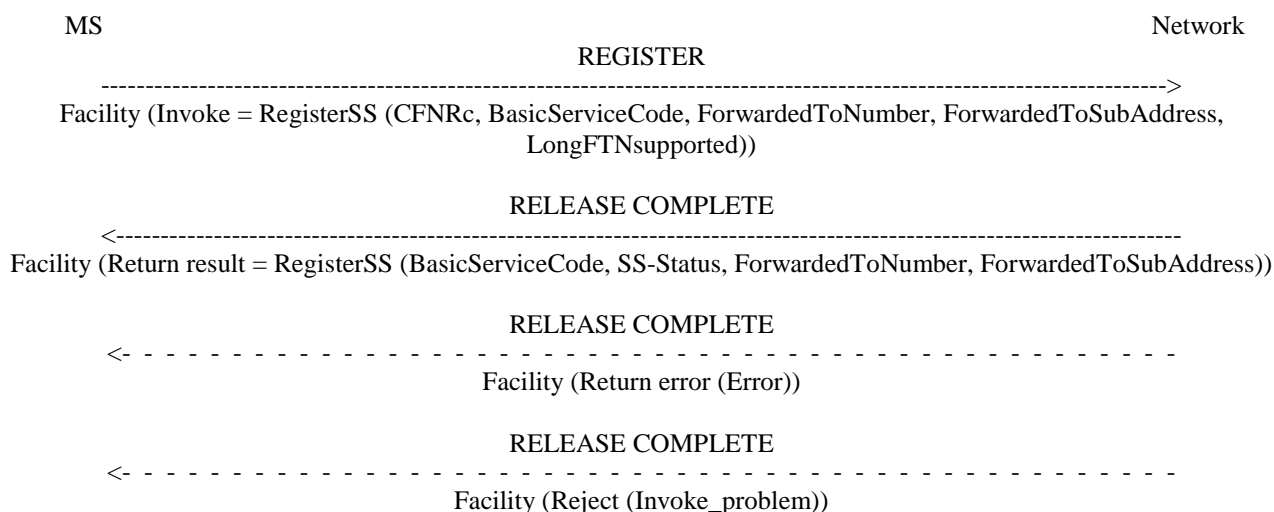 MS Network
REGISTER
------------------------------------------------------------------------------------------------------------------------>
Facility (Invoke = RegisterSS (CFNRc, BasicServiceCode, ForwardedToNumber, ForwardedToSubAddress,
LongFTNsupported))
RELEASE COMPLETE
<------------------------------------------------------------------------------------------------------------------------
Facility (Return result = RegisterSS (BasicServiceCode, SS-Status, ForwardedToNumber, ForwardedToSubAddress))
RELEASE COMPLETE
<- - - - - - - - - - - - - - - - - - - - - - - - - - - - - - - - - - - - - - - - - - - - - - - -
Facility (Return error (Error))
RELEASE COMPLETE
<- - - - - - - - - - - - - - - - - - - - - - - - - - - - - - - - - - - - - - - - - - - - - - - -
Facility (Reject (Invoke_problem))